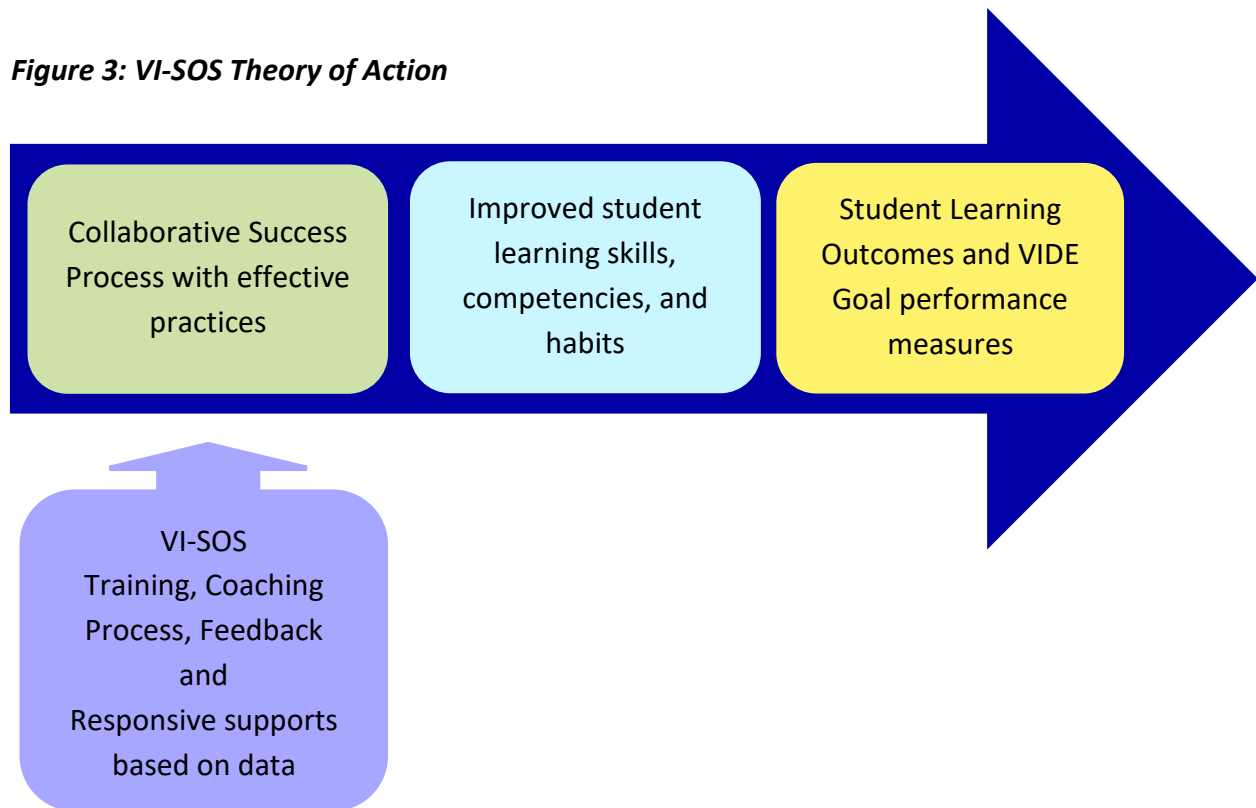 Figure 3: VI-SOS Theory of Action
Collaborative Success
Process with effective
practices
Improved student
learning skills,
competencies, and
habits
Student Learning
Outcomes and VIDE
Goal performance
measures
VI-SOS
Training, Coaching
Process, Feedback
and
Responsive supports
based on data